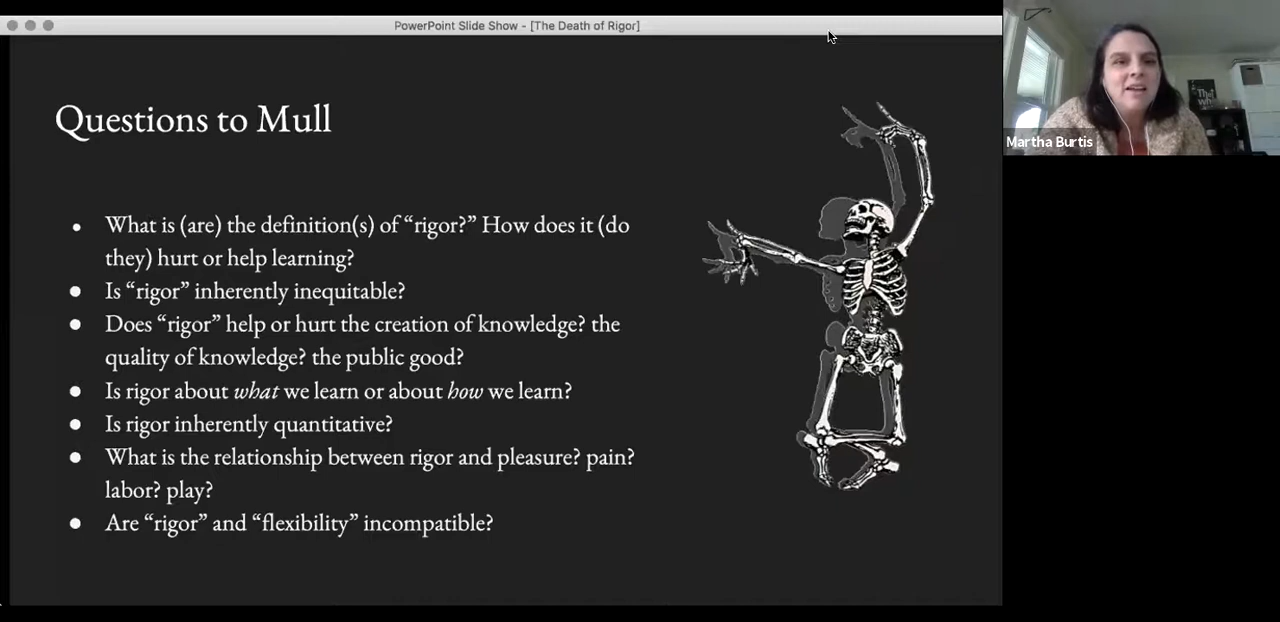 PowerPoint Slide Show - [The Death of Rigor]
Questions to Mull
• What is (are) the definition(s) of “rigor?” How does it (do
they) hurt or help learning?
• Is “rigor” inherently inequitable?
• Does “rigor” help or hurt the creation of knowledge? the
quality of knowledge? the public good?
• Is rigor about what we learn or about how we learn?
• Is rigor inherently quantitative?
• What is the relationship between rigor and pleasure? pain?
labor? play?
• Are “rigor” and “flexibility” incompatible?
Martha Burtis